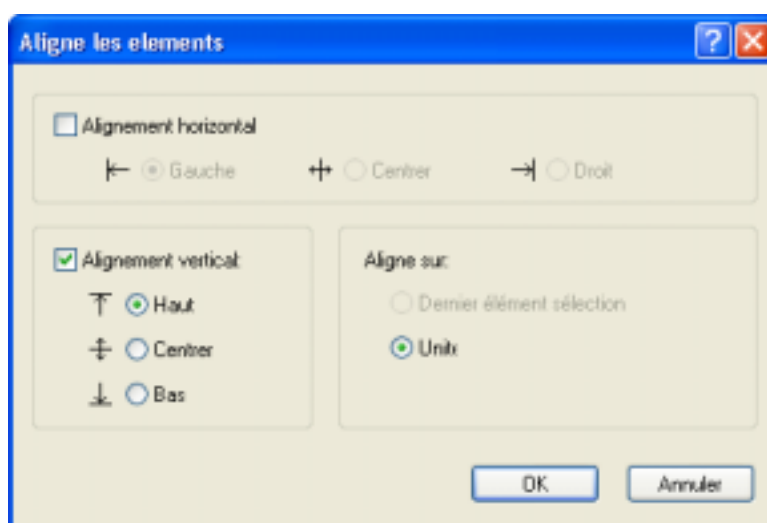 Aligne les elements
Alignement horizontal
Gauche Centrer Droit
Alignement vertical: Aligne sur:
Haut Dernier élément sélection
Centrer Unité
Bas
OK Annuler